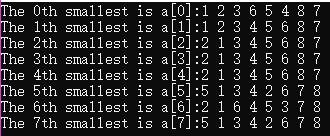 The 0th smallest is a[0]:1 2 3 6 5 4 8 7
The 1th smallest is a[1]:1 2 3 4 5 6 8 7
The 2th smallest is a[2]:2 1 3 4 5 6 8 7
The 3th smallest is a[3]:2 1 3 4 5 6 8 7
The 4th smallest is a[4]:2 1 3 4 5 6 8 7
The 5th smallest is a[5]:2 1 3 4 5 6 7 8
The 6th smallest is a[6]:2 1 6 4 5 3 7 8
The 7th smallest is a[7]:5 1 3 4 2 6 7 8